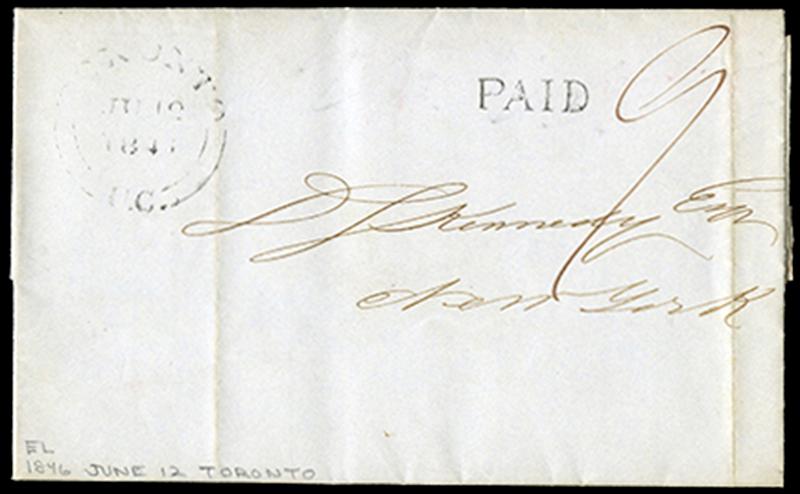 PAID 9
D S Kennedy Esq
New York
U.C.
EL
1846 JUNE 12 TORONTO